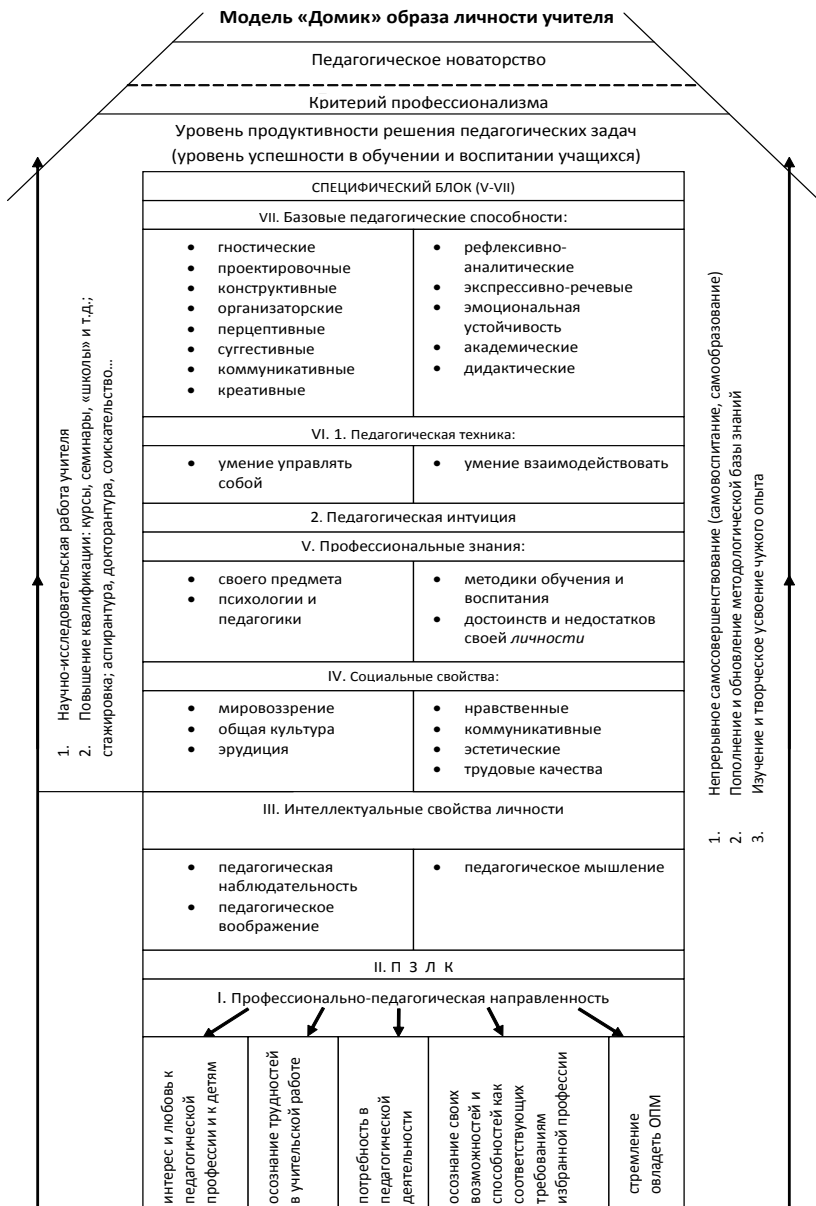 Модель «Домик» образа личности учителя
Педагогическое новаторство
Критерий профессионализма
Уровень продуктивности решения педагогических задач
(уровень успешности в обучении и воспитании учащихся)
1. Научно-исследовательская работа учителя
2. Повышение квалификации: курсы, семинары, «школы» и т.д.;
стажировка; аспирантура, докторантура, соискательство...
СПЕЦИФИЧЕСКИЙ БЛОК (V-VII)
VII. Базовые педагогические способности:
• гностические
• проектировочные
• конструктивные
• организаторские
• перцептивные
• суггестивные
• коммуникативные
• креативные
• рефлексивно-
аналитические
• экспрессивно-речевые
• эмоциональная
устойчивость
• академические
• дидактические
VI. 1. Педагогическая техника:
• умение управлять
собой
• умение взаимодействовать
2. Педагогическая интуиция
V. Профессиональные знания:
• своего предмета
• психологии и
педагогики
• методики обучения и
воспитания
• достоинств и недостатков
своей личности
IV. Социальные свойства:
• мировоззрение
• общая культура
• эрудиция
• нравственные
• коммуникативные
• эстетические
• трудовые качества
III. Интеллектуальные свойства личности
• педагогическая
наблюдательность
• педагогическое
воображение
• педагогическое мышление
II. П З Л К
I. Профессионально-педагогическая направленность
интерес и любовь к
педагогической
профессии и к детям
осознание трудностей
в учительской работе
потребность в
педагогической
деятельности
осознание своих
возможностей и
способностей как
соответствующих
требованиям
избранной профессии
стремление
овладеть ОПМ
1. Непрерывное самосовершенствование (самовоспитание, самообразование)
2. Пополнение и обновление методологической базы знаний
3. Изучение и творческое усвоение чужого опыта